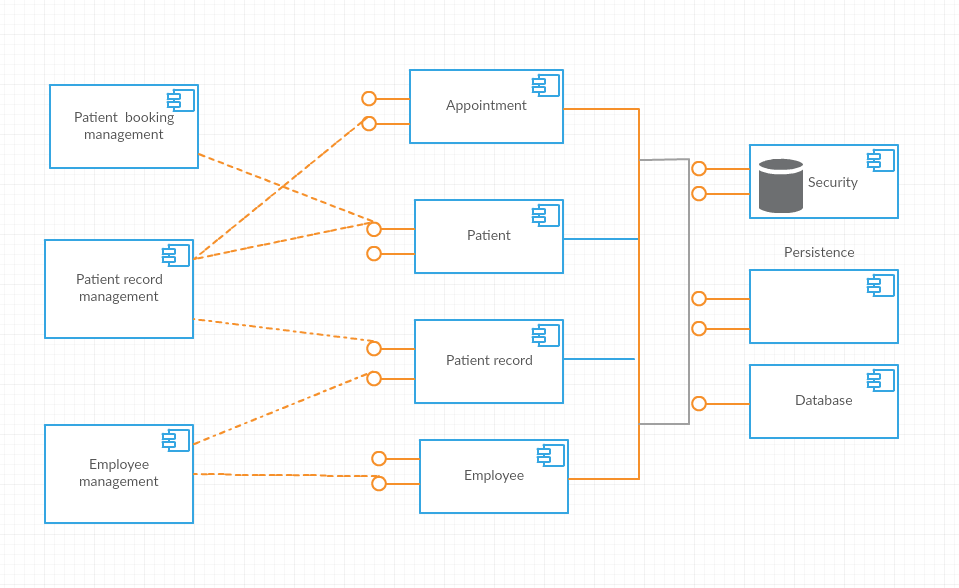 Patient booking
management
Patient record
management
Employee
management
Appointment
Patient
Patient record
Employee
Security
Persistence
Database